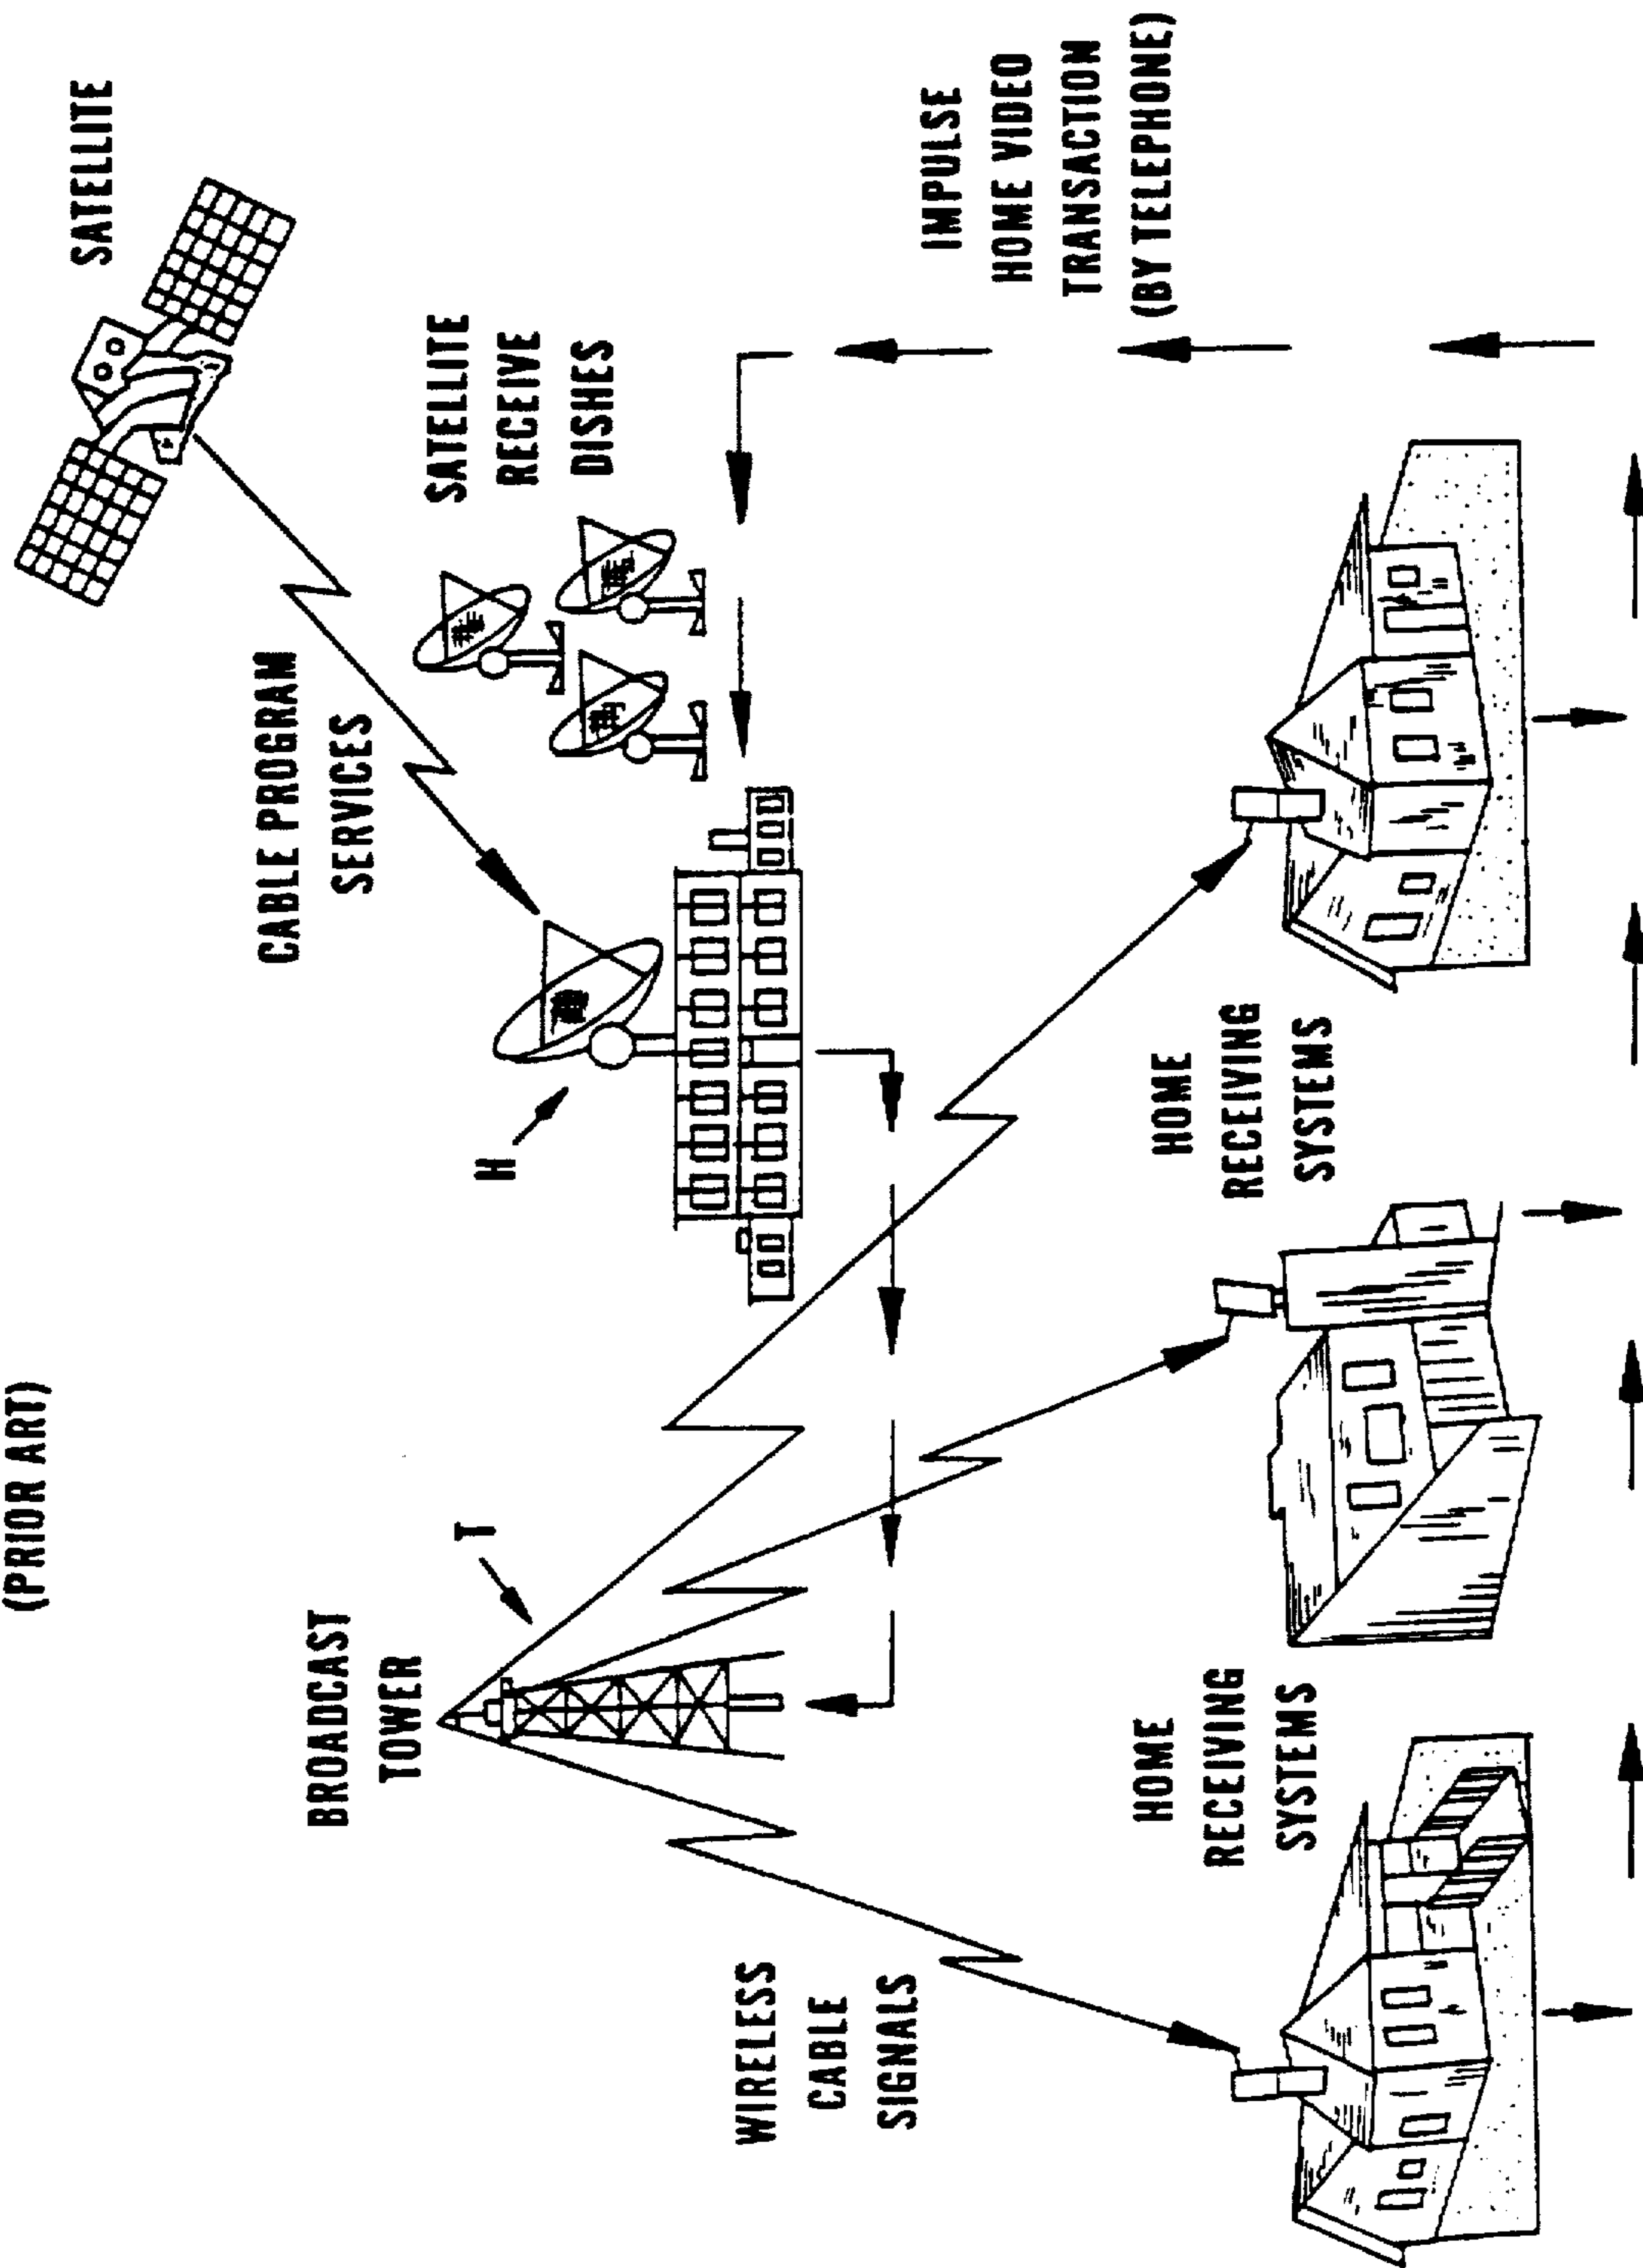 (PRIOR ART)
SATELLITE
CABLE PROGRAM
SERVICES
BROADCAST
TOWER
T
H
SATELLITE
RECEIVE
DISHES
WIRELESS
CABLE
SIGNALS
IMPULSE
HOME VIDEO
TRANSACTION
(BY TELEPHONE)
HOME
RECEIVING
SYSTEMS
HOME
RECEIVING
SYSTEMS